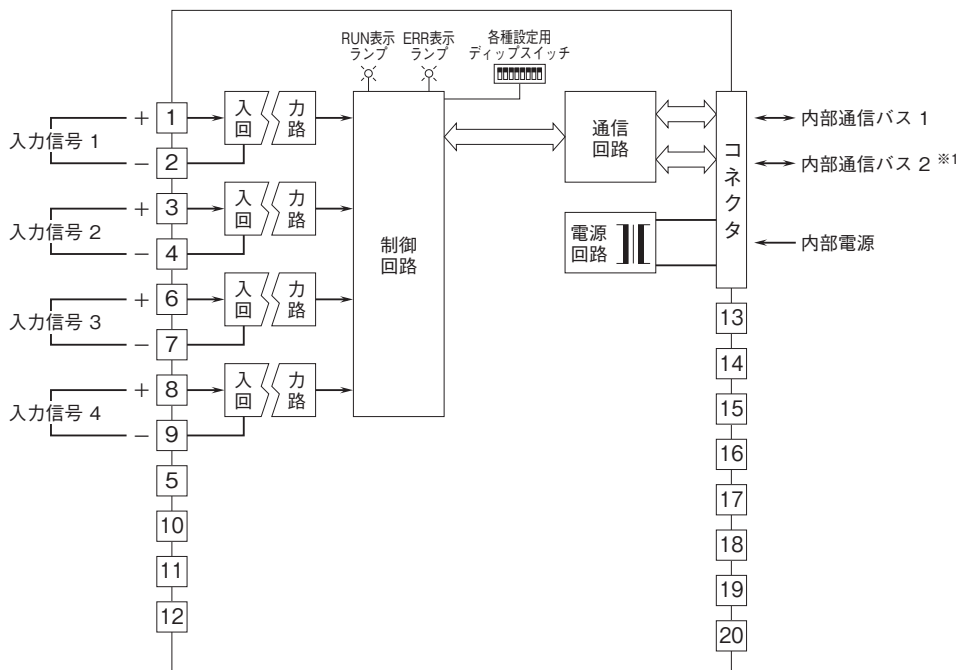 RUN表示
ランプ
ERR表示
ランプ
各種設定用
ディップスイッチ
入力信号 1
+ 1
− 2
入 力
回 路
入力信号 2
+ 3
− 4
入 力
回 路
入力信号 3
+ 6
− 7
入 力
回 路
入力信号 4
+ 8
− 9
入 力
回 路
5
10
11
12
制御
回路
通信
回路
電源
回路
コネクタ
内部通信バス 1
内部通信バス 2 ※1
内部電源
13
14
15
16
17
18
19
20